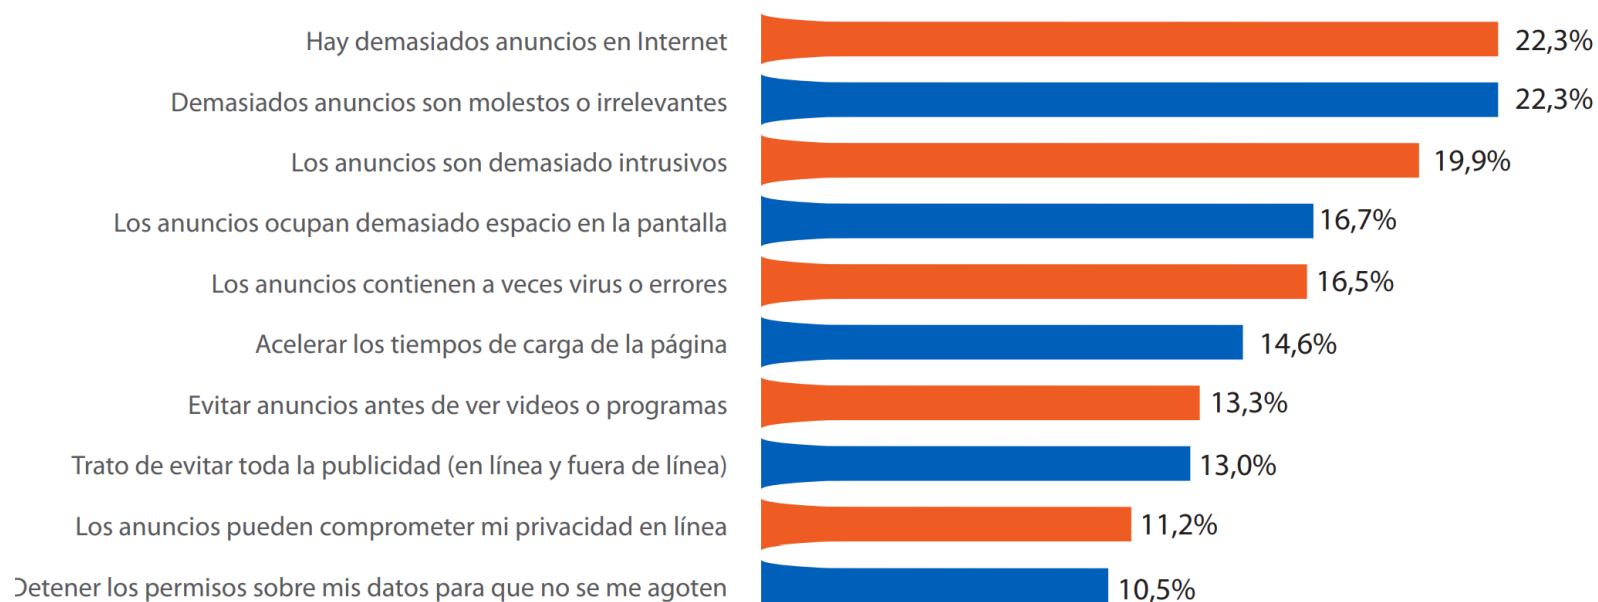 Hay demasiados anuncios en Internet 22,3%
Demasiados anuncios son molestos o irrelevantes 22,3%
Los anuncios son demasiado intrusivos 19,9%
Los anuncios ocupan demasiado espacio en la pantalla 16,7%
Los anuncios contienen a veces virus o errores 16,5%
Acelerar los tiempos de carga de la página 14,6%
Evitar anuncios antes de ver videos o programas 13,3%
Trato de evitar toda la publicidad (en línea y fuera de línea) 13,0%
Los anuncios pueden comprometer mi privacidad en línea 11,2%
Detener los permisos sobre mis datos para que no se me agoten 10,5%